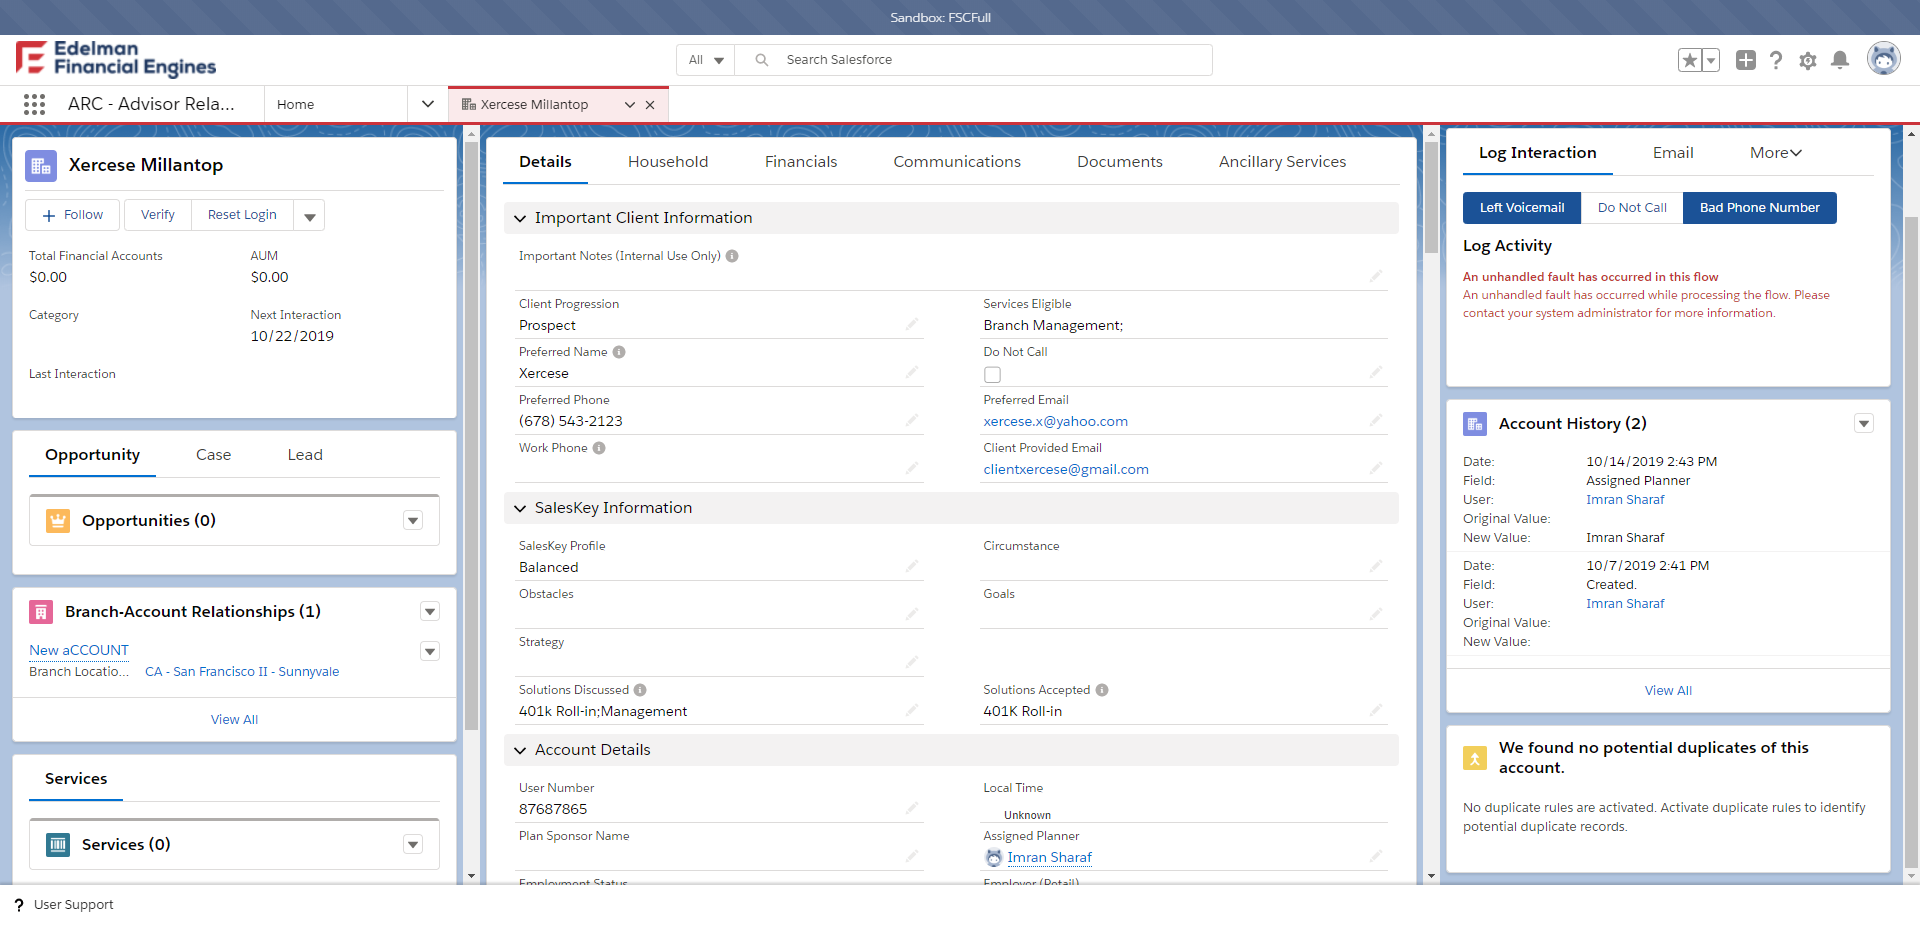 Sandbox: FSCFull
Edelman
Financial Engines
All
Search Salesforce
ARC - Advisor Rela...
Home
Xercese Millantop
Xercese Millantop
Follow
Verify
Reset Login
Total Financial Accounts
$0.00
AUM
$0.00
Category
Next Interaction
10/22/2019
Last Interaction
Opportunity
Case
Lead
Opportunities (0)
Branch-Account Relationships (1)
New aCCOUNT
Branch Locatio...
CA - San Francisco II - Sunnyvale
View All
Services
Services (0)
Details
Household
Financials
Communications
Documents
Ancillary Services
Important Client Information
Important Notes (Internal Use Only)
Client Progression
Prospect
Services Eligible
Branch Management;
Preferred Name
Xercese
Do Not Call
Preferred Phone
(678) 543-2123
Preferred Email
xercese.x@yahoo.com
Work Phone
Client Provided Email
clientxercese@gmail.com
SalesKey Information
SalesKey Profile
Balanced
Circumstance
Obstacles
Goals
Strategy
Solutions Discussed
401k Roll-in;Management
Solutions Accepted
401K Roll-in
Account Details
User Number
87687865
Local Time
Unknown
Plan Sponsor Name
Assigned Planner
Imran Sharaf
Employment Status
Employer (Retail)
Log Interaction
Email
More
Left Voicemail
Do Not Call
Bad Phone Number
Log Activity
An unhandled fault has occurred in this flow
An unhandled fault has occurred while processing the flow. Please
contact your system administrator for more information.
Account History (2)
Date: 10/14/2019 2:43 PM
Field: Assigned Planner
User: Imran Sharaf
Original Value:
New Value: Imran Sharaf
Date: 10/7/2019 2:41 PM
Field: Created.
User: Imran Sharaf
Original Value:
New Value:
View All
We found no potential duplicates of this
account.
No duplicate rules are activated. Activate duplicate rules to identify
potential duplicate records.
? User Support